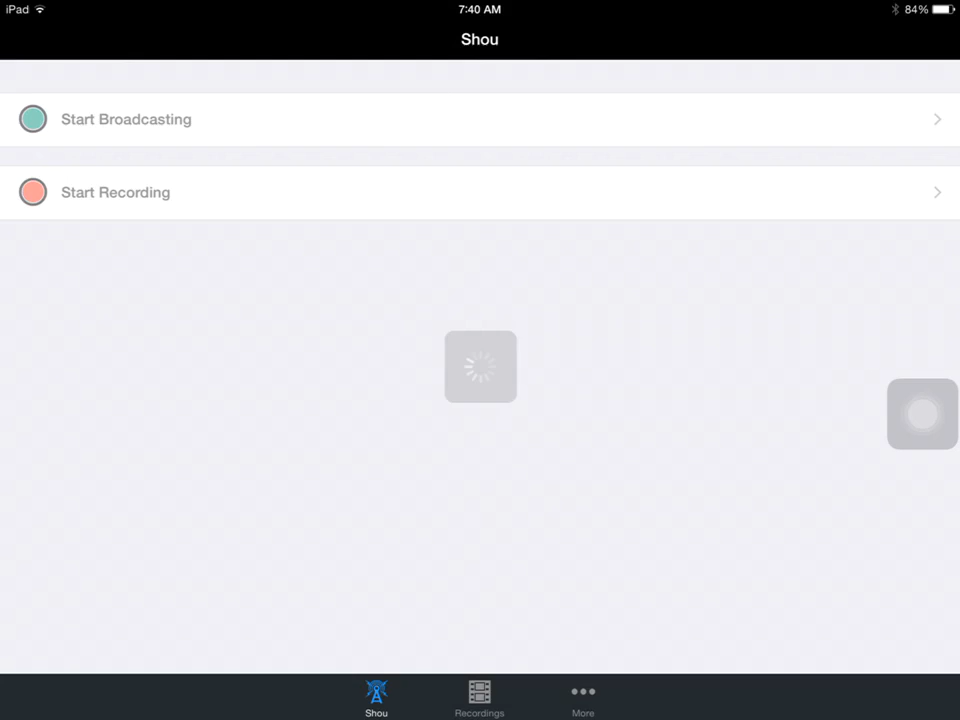 iPad 7:40 AM 84%
Shou
Start Broadcasting
Start Recording
Shou Recordings More